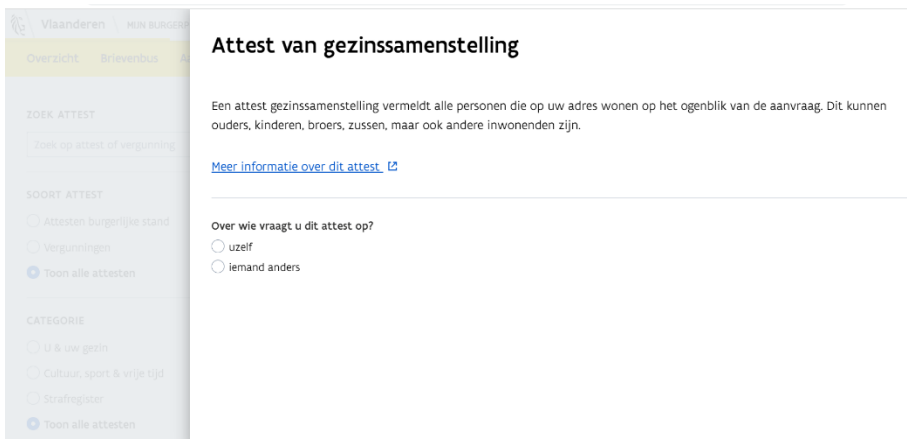 Vlaanderen
MIJN BURGERP
Overzicht Brievenbus
ZOEK ATTEST
Zoek op attest of vergunning
SOORT ATTEST
Attesten burgerlijke stand
Vergunningen
Toon alle attesten
CATEGORIE
U & uw gezin
Cultuur, sport & vrije tijd
Strafregister
Toon alle attesten
Attest van gezinssamenstelling
Een attest gezinssamenstelling vermeldt alle personen die op uw adres wonen op het ogenblik van de aanvraag. Dit kunnen
ouders, kinderen, broers, zussen, maar ook andere inwonenden zijn.
Meer informatie over dit attest
Over wie vraagt u dit attest op?
uzelf
iemand anders